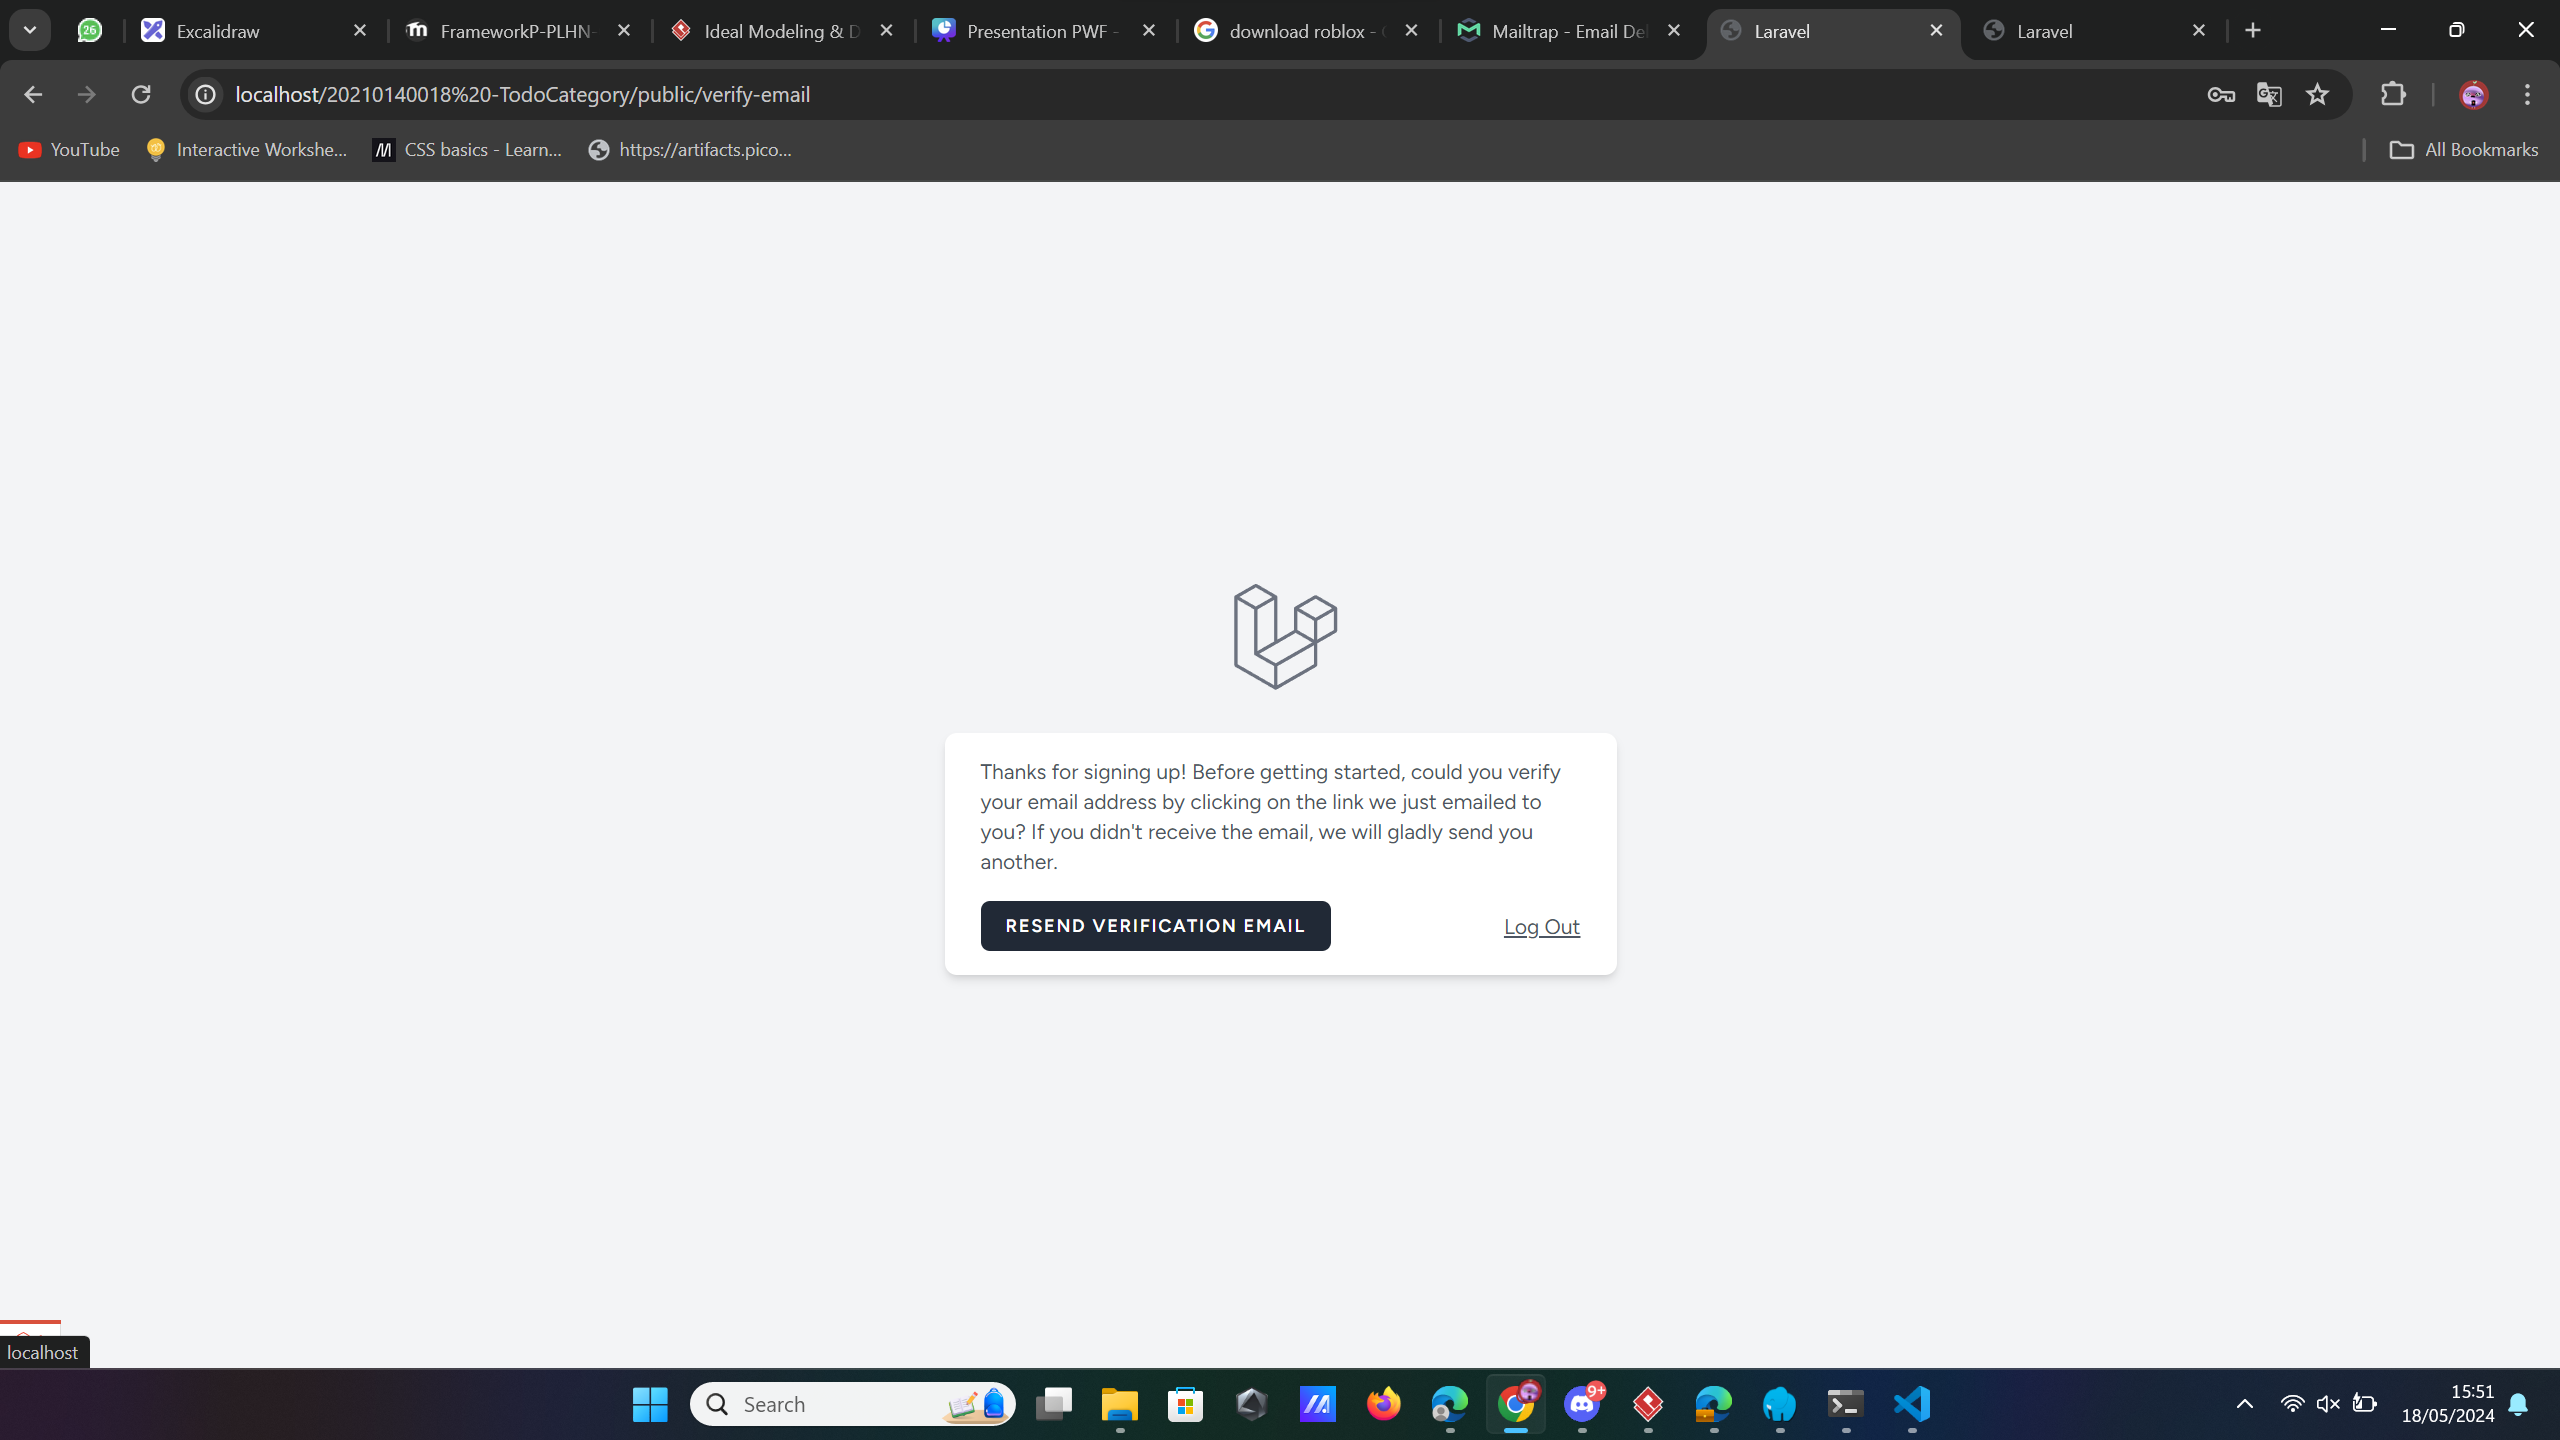 26
Excalidraw
FrameworkP-PLHN-
Ideal Modeling & D
Presentation PWF -
download roblox -
Mailtrap - Email Del
Laravel
Laravel
localhost/20210140018%20-TodoCategory/public/verify-email
YouTube
Interactive Workshe...
CSS basics - Learn...
https://artifacts.pico...
All Bookmarks
Thanks for signing up! Before getting started, could you verify
your email address by clicking on the link we just emailed to
you? If you didn't receive the email, we will gladly send you
another.
RESEND VERIFICATION EMAIL
Log Out
localhost
Search
9+
15:51
18/05/2024